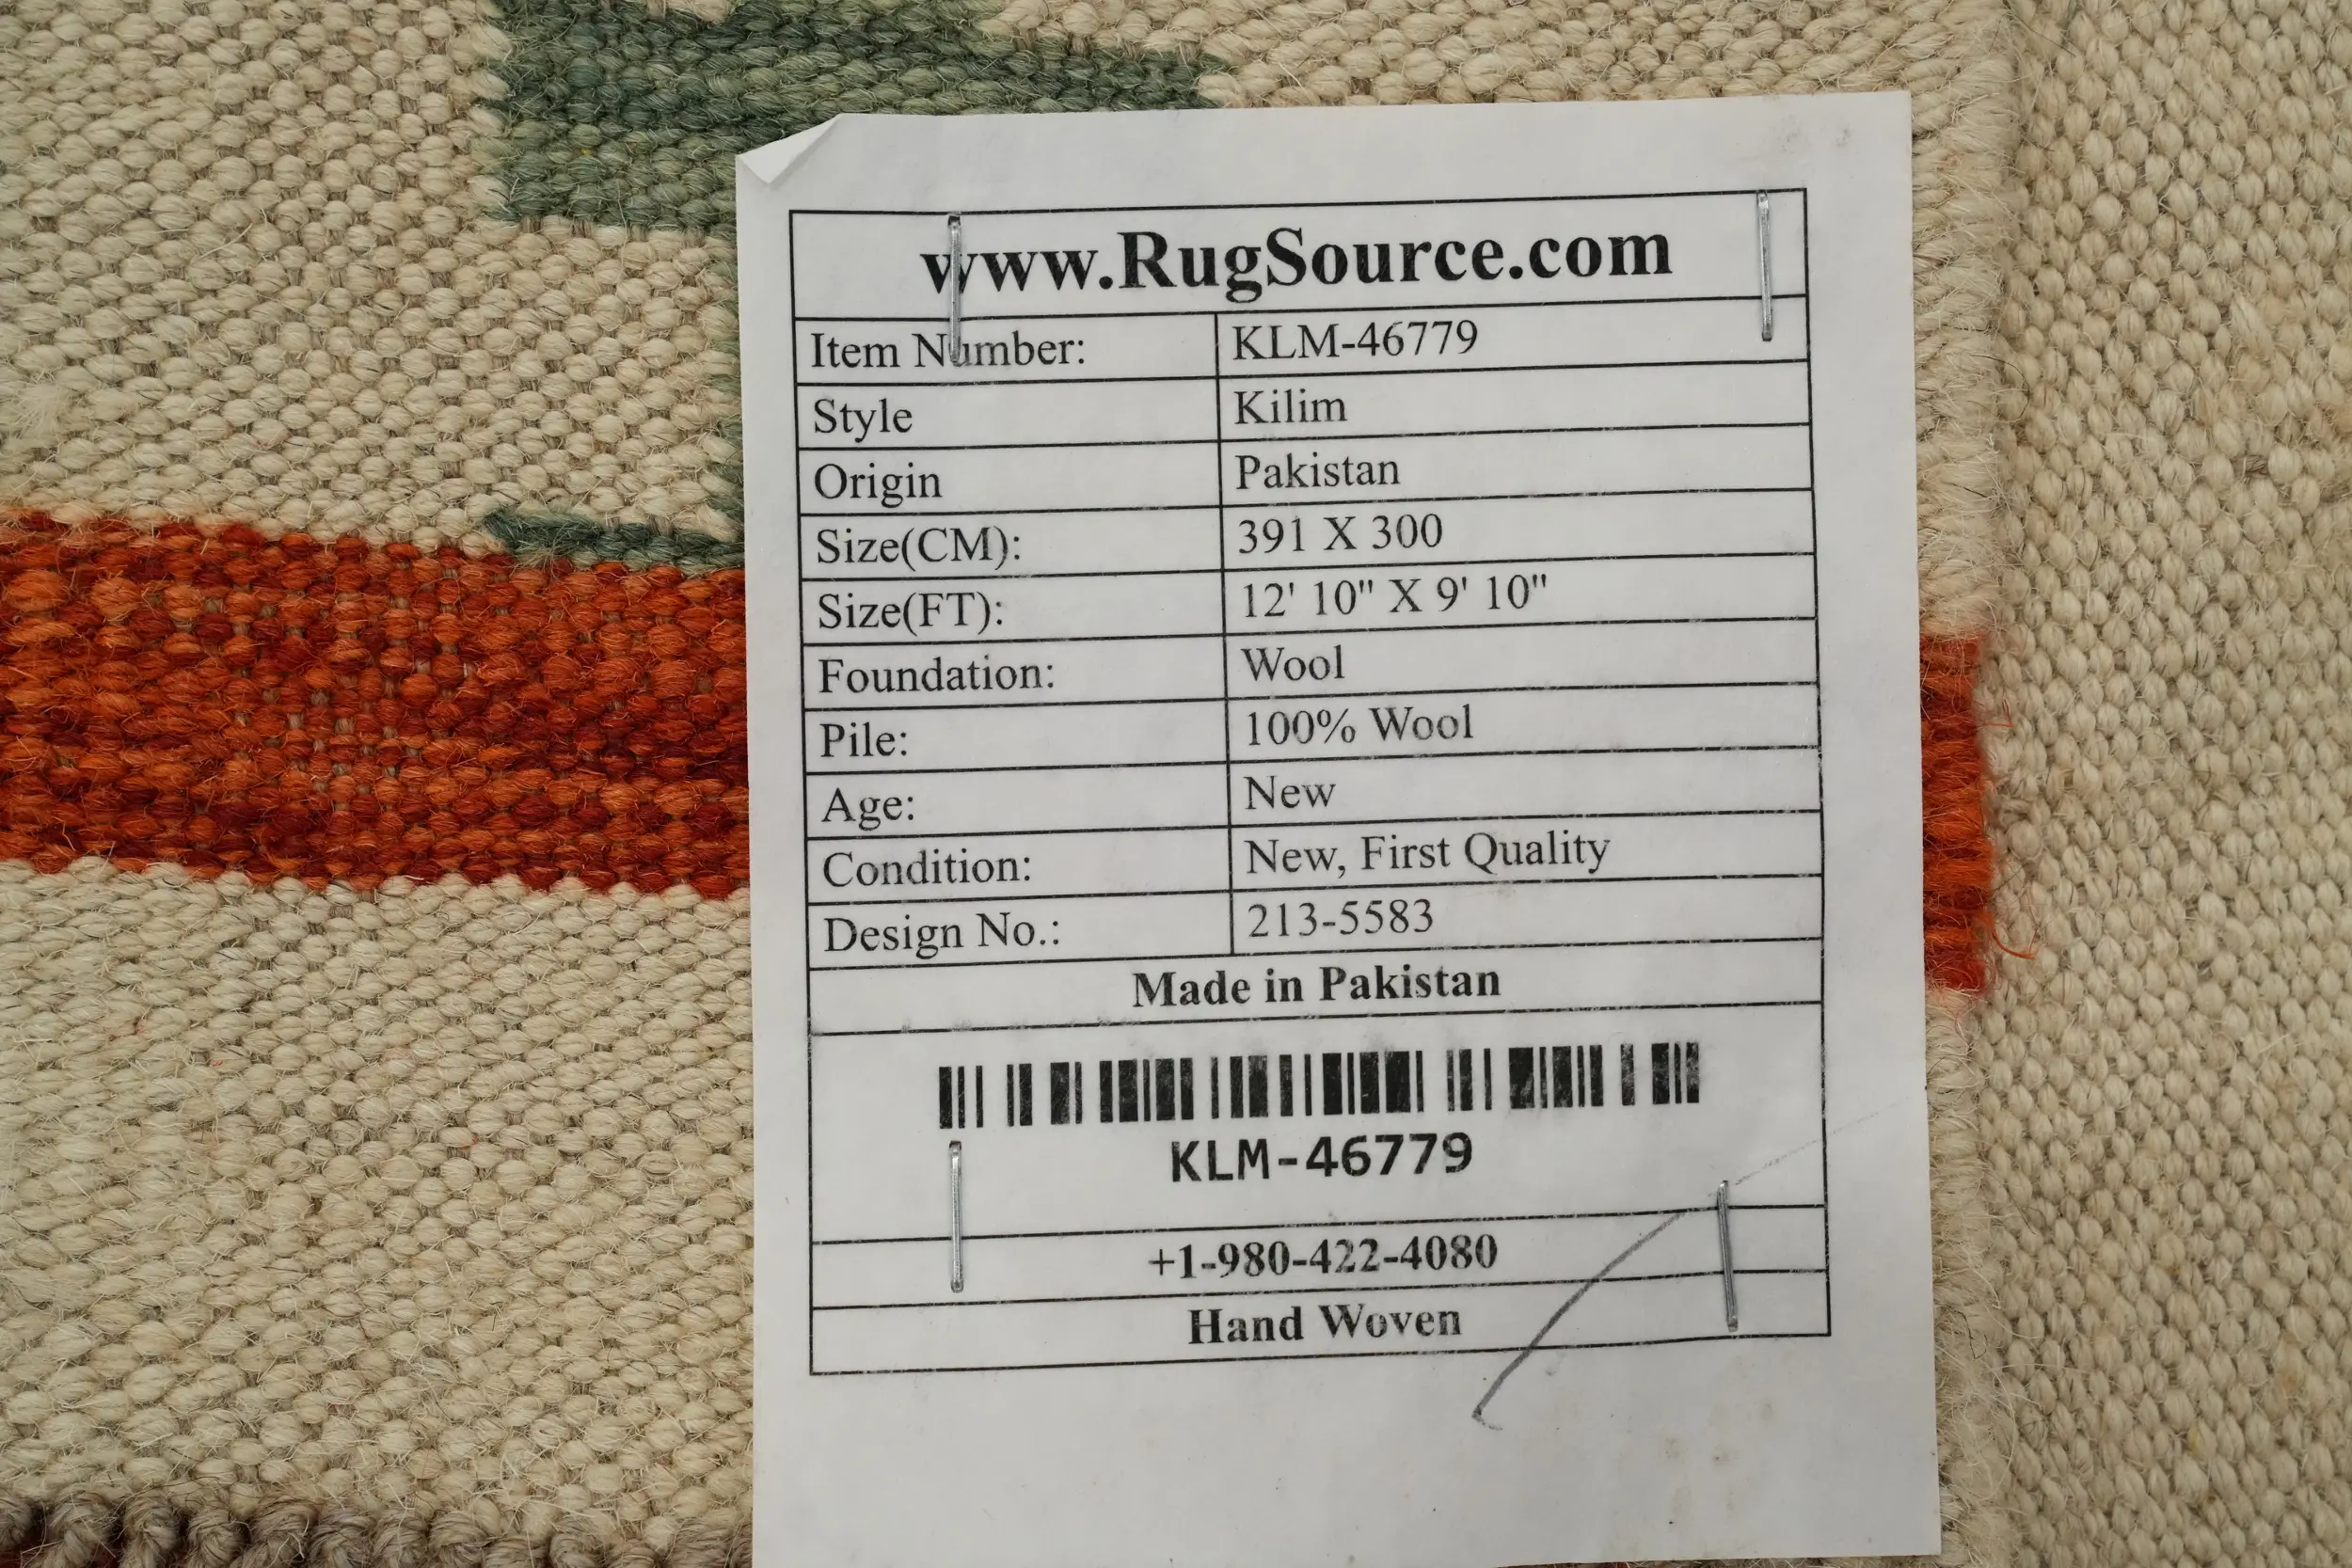 www.RugSource.com
Item Number: KLM-46779
Style Kilim
Origin Pakistan
Size(CM): 391 X 300
Size(FT): 12' 10" X 9' 10"
Foundation: Wool
Pile: 100% Wool
Age: New
Condition: New, First Quality
Design No.: 213-5583
Made in Pakistan
KLM-46779
+1-980-422-4080
Hand Woven